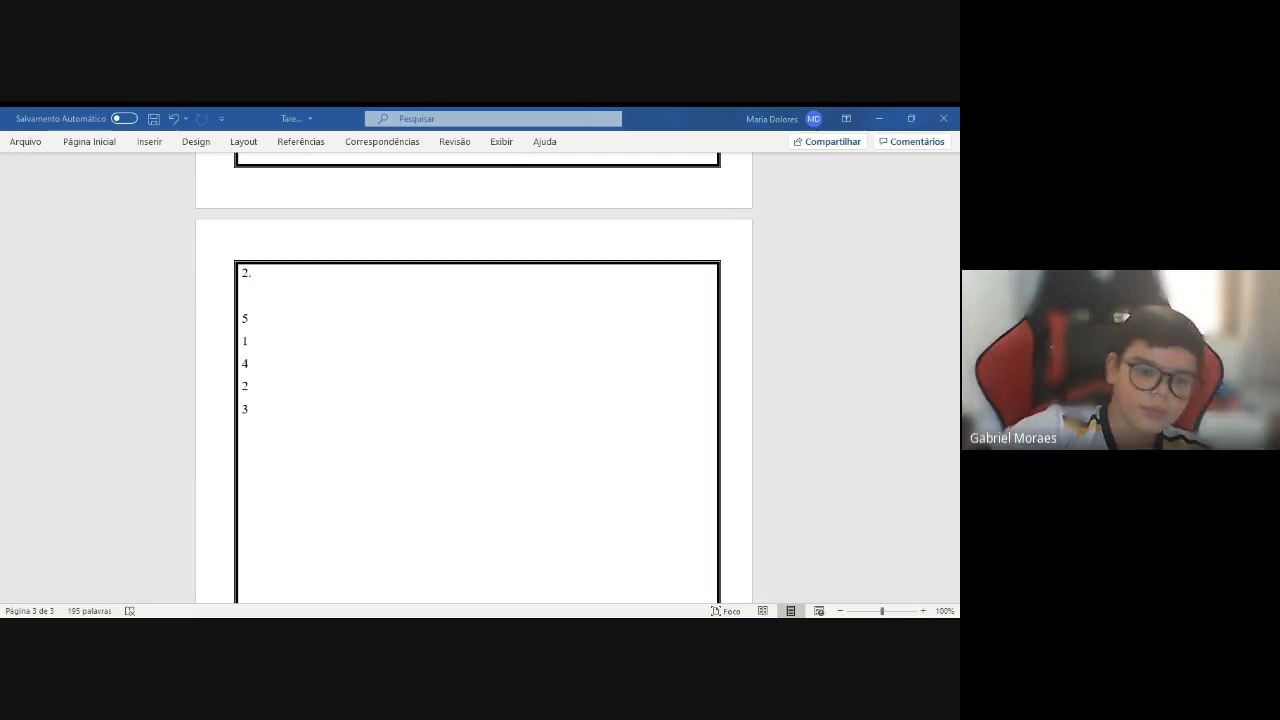 Salvamento Automático Tare... Pesquisar Maria Dolores MD
Arquivo Página Inicial Inserir Design Layout Referências Correspondências Revisão Exibir Ajuda Compartilhar Comentários
2.
5
1
4
2
3
Gabriel Moraes
Página 3 de 3 195 palavras Foco 100%